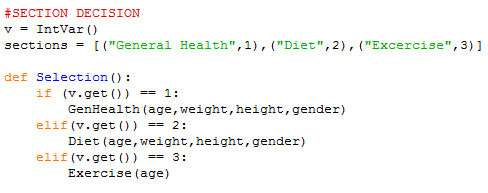 #SECTION DECISION
v = IntVar()
sections = [("General Health",1),("Diet",2),("Excercise",3)]
def Selection():
    if (v.get()) == 1:
        GenHealth(age,weight,height,gender)
    elif(v.get()) == 2:
        Diet(age,weight,height,gender)
    elif(v.get()) == 3:
        Exercise(age)